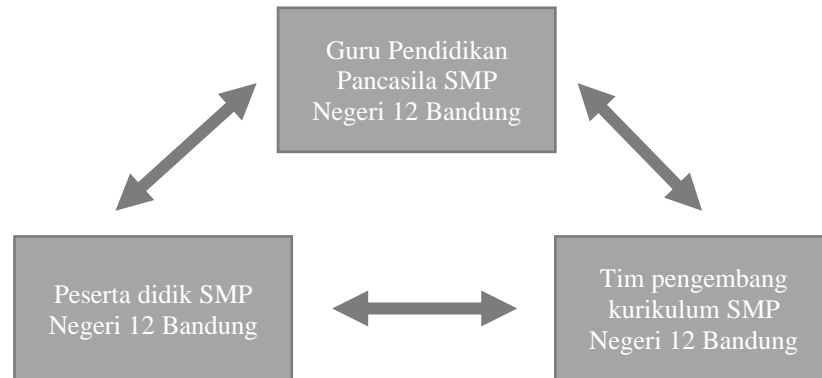 Guru Pendidikan
Pancasila SMP
Negeri 12 Bandung
Peserta didik SMP
Negeri 12 Bandung
Tim pengembang
kurikulum SMP
Negeri 12 Bandung